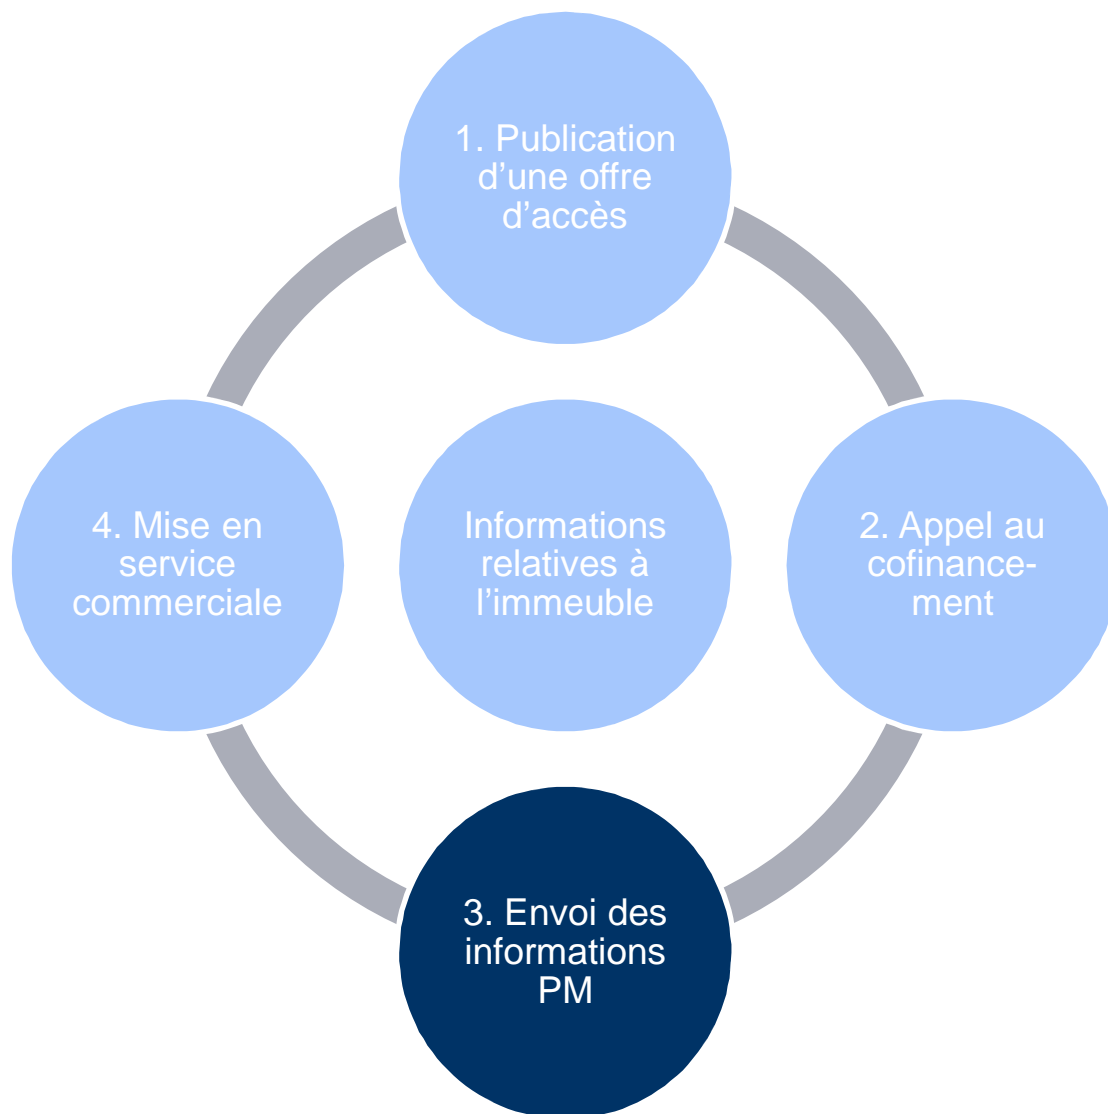 1. Publication
d’une offre
d’accès
4. Mise en
service
commerciale
Informations
relatives à
l’immeuble
2. Appel au
cofinance-
ment
3. Envoi des
informations
PM